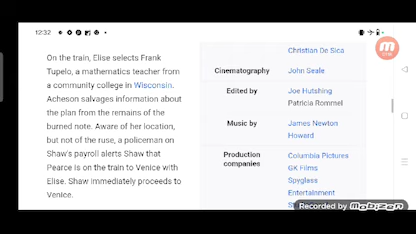 12:32
On the train, Elise selects Frank
Tupelo, a mathematics teacher from
a community college in Wisconsin.
Acheson salvages information about
the plan from the remains of the
burned note. Aware of her location,
but not of the ruse, a policeman on
Shaw's payroll alerts Shaw that
Pearce is on the train to Venice with
Elise. Shaw immediately proceeds to
Venice.
Christian De Sica
Cinematography John Seale
Edited by Joe Hutshing
Patricia Rommel
Music by James Newton
Howard
Production Columbia Pictures
companies GK Films
Spyglass
Entertainment
Recorded by Mobizen